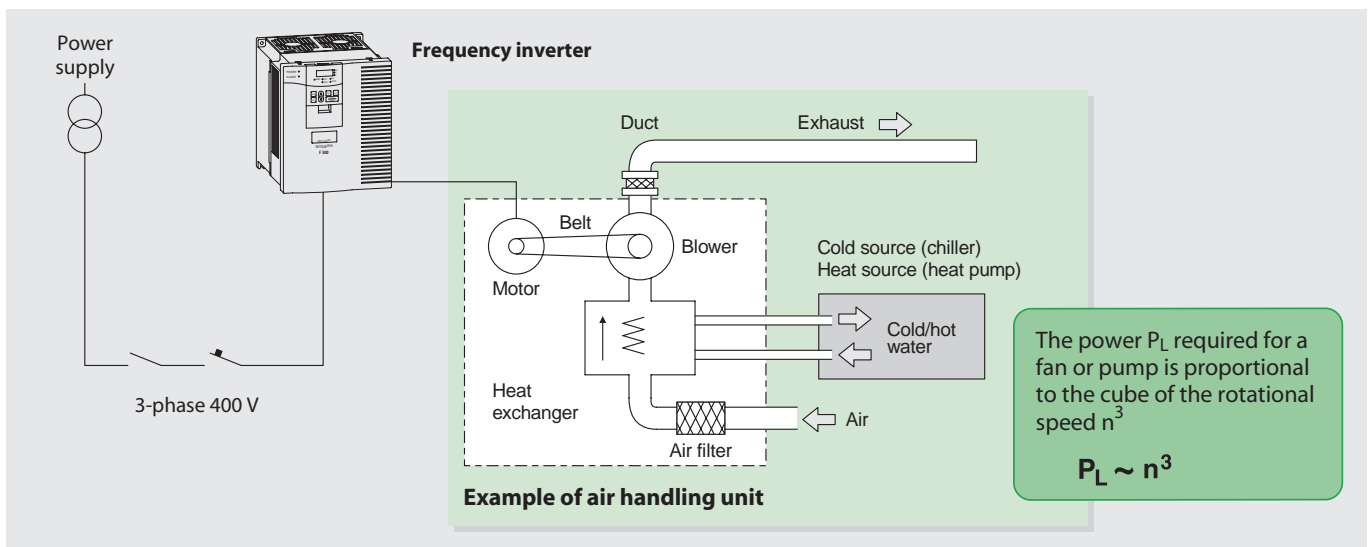 Power
supply
Frequency inverter
3-phase 400 V
Duct
Exhaust
Belt
Blower
Motor
Cold source (chiller)
Heat source (heat pump)
Cold/hot
water
Heat
exchanger
Air
Air filter
Example of air handling unit
The power PL required for a
fan or pump is proportional
to the cube of the rotational
speed n³
PL ~ n³